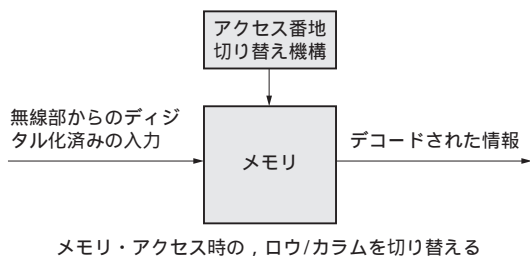 アクセス番地
切り替え機構
無線部からのディジ
タル化済みの入力
メモリ
デコードされた情報
メモリ・アクセス時の，ロウ/カラムを切り替える